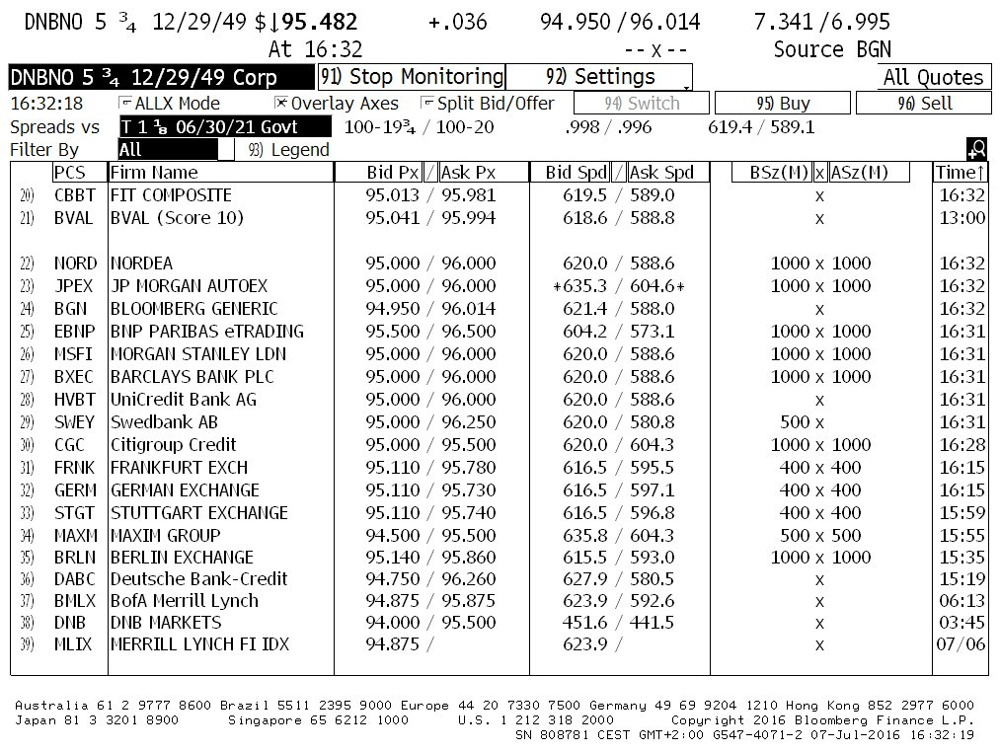 DNBNO 5 ¾ 12/29/49 $↓95.482 +.036 94.950/96.014 7.341/6.995
At 16:32 --x-- Source BGN
DNBNO 5 ¾ 12/29/49 Corp 91) Stop Monitoring 92) Settings All Quotes
16:32:18 ALLX Mode Overlay Axes Split Bid/Offer 94) Switch 95) Buy 96) Sell
Spreads vs T 1 ⅛ 06/30/21 Govt 100-19¾ / 100-20 .998 / .996 619.4 / 589.1
Filter By All 93) Legend
PCS Firm Name Bid Px / Ask Px Bid Spd / Ask Spd BSz(M) x ASz(M) Time↑
20) CBBT FIT COMPOSITE 95.013 / 95.981 619.5 / 589.0 x 16:32
21) BVAL BVAL (Score 10) 95.041 / 95.994 618.6 / 588.8 x 13:00
22) NORD NORDEA 95.000 / 96.000 620.0 / 588.6 1000 x 1000 16:32
23) JPEX JP MORGAN AUTOEX 95.000 / 96.000 *635.3 / 604.6* 1000 x 1000 16:32
24) BGN BLOOMBERG GENERIC 94.950 / 96.014 621.4 / 588.0 x 16:32
25) EBNP BNP PARIBAS eTRADING 95.500 / 96.500 604.2 / 573.1 1000 x 1000 16:31
26) MSFI MORGAN STANLEY LDN 95.000 / 96.000 620.0 / 588.6 1000 x 1000 16:31
27) BXEC BARCLAYS BANK PLC 95.000 / 96.000 620.0 / 588.6 1000 x 1000 16:31
28) HVBT UniCredit Bank AG 95.000 / 96.000 620.0 / 588.6 x 16:31
29) SWEY Swedbank AB 95.000 / 96.250 620.0 / 580.8 500 x 16:31
30) CGC Citigroup Credit 95.000 / 95.500 620.0 / 604.3 1000 x 1000 16:28
31) FRNK FRANKFURT EXCH 95.110 / 95.780 616.5 / 595.5 400 x 400 16:15
32) GERM GERMAN EXCHANGE 95.110 / 95.730 616.5 / 597.1 400 x 400 16:15
33) STGT STUTTGART EXCHANGE 95.110 / 95.740 616.5 / 596.8 400 x 400 15:59
34) MAXM MAXIM GROUP 94.500 / 95.500 635.8 / 604.3 500 x 500 15:55
35) BRLN BERLIN EXCHANGE 95.140 / 95.860 615.5 / 593.0 1000 x 1000 15:35
36) DABC Deutsche Bank-Credit 94.750 / 96.260 627.9 / 580.5 x 15:19
37) BMLX BofA Merrill Lynch 94.875 / 95.875 623.9 / 592.6 x 06:13
38) DNB DNB MARKETS 94.000 / 95.500 451.6 / 441.5 x 03:45
39) MLIX MERRILL LYNCH FI IDX 94.875 / 623.9 / x 07/06
Australia 61 2 9777 8600 Brazil 5511 2395 9000 Europe 44 20 7330 7500 Germany 49 69 9204 1210 Hong Kong 852 2977 6000
Japan 81 3 3201 8900 Singapore 65 6212 1000 U.S. 1 212 318 2000 Copyright 2016 Bloomberg Finance L.P.
SN 808781 CEST GMT+2:00 G547-4071-2 07-Jul-2016 16:32:19